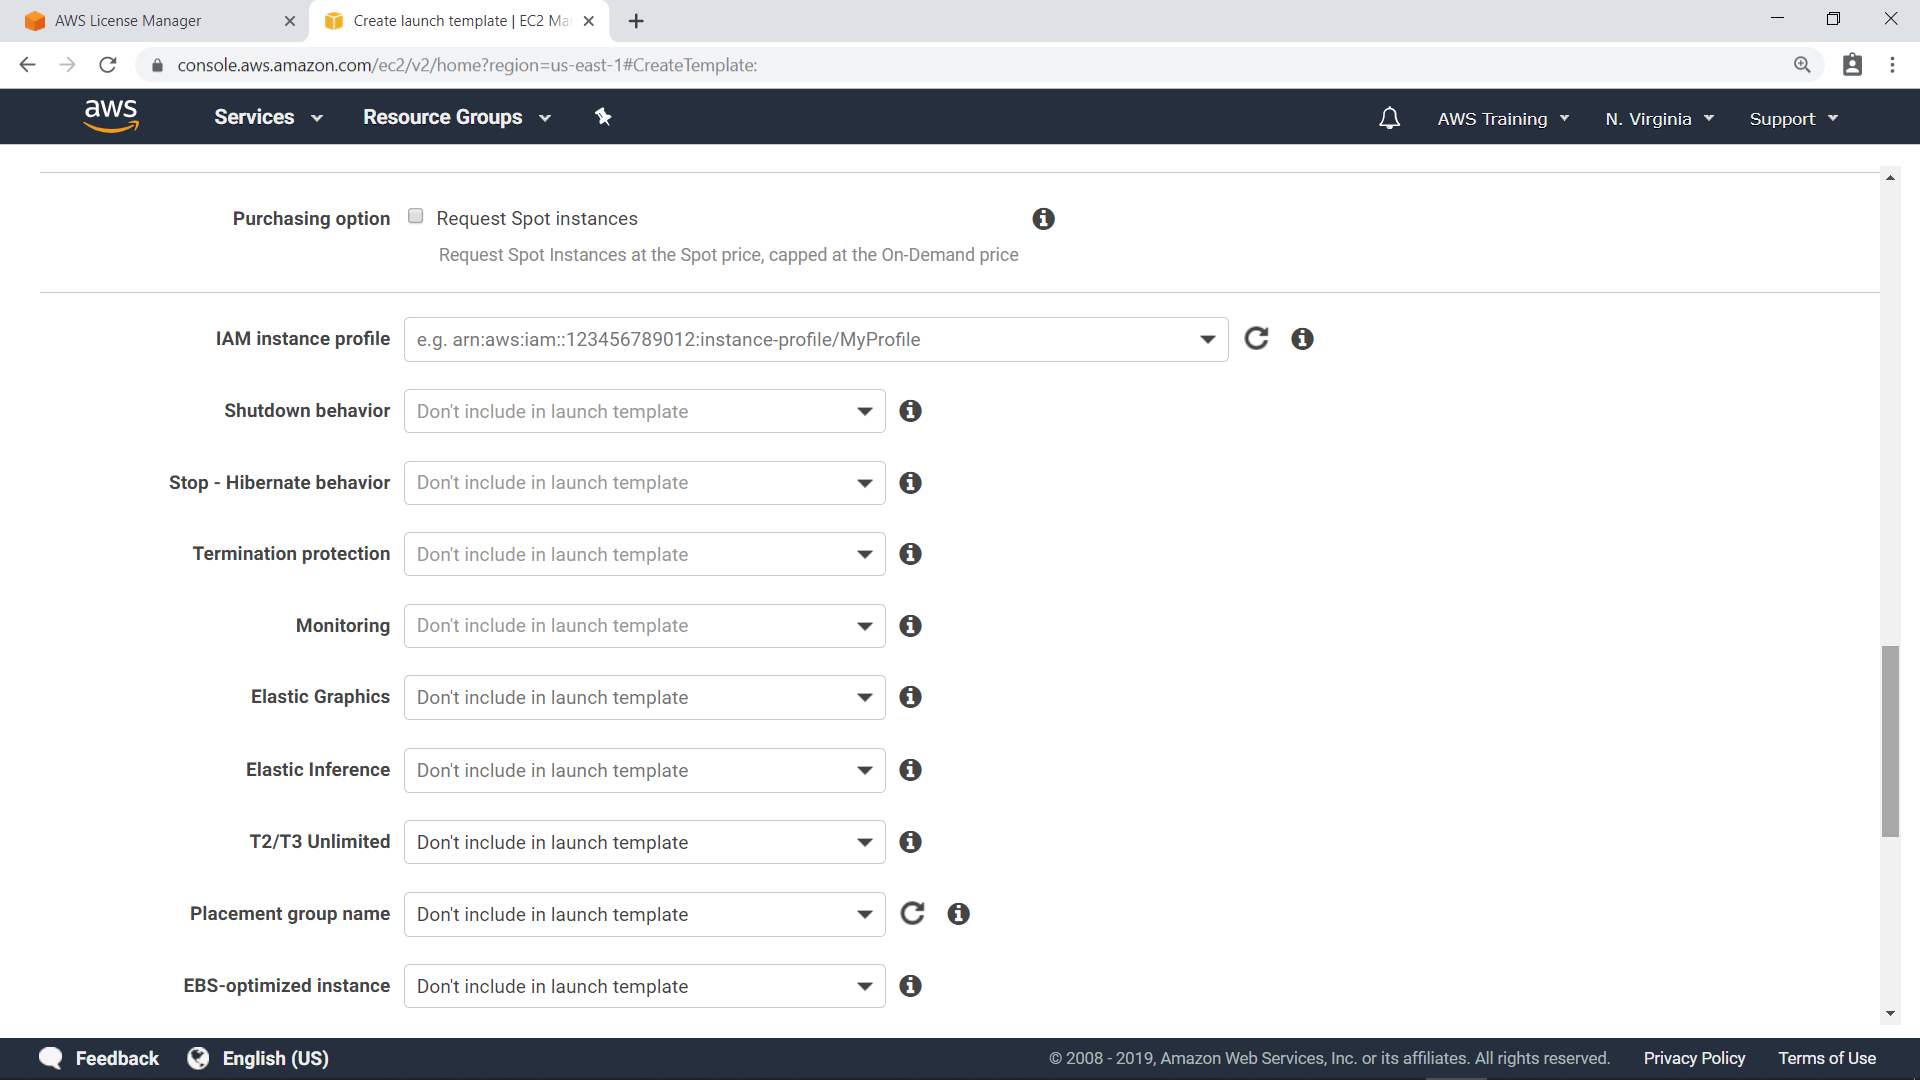 AWS License Manager
Create launch template | EC2 Ma
console.aws.amazon.com/ec2/v2/home?region=us-east-1#CreateTemplate:
aws Services Resource Groups AWS Training N. Virginia Support
Purchasing option Request Spot instances
Request Spot Instances at the Spot price, capped at the On-Demand price
IAM instance profile e.g. arn:aws:iam::123456789012:instance-profile/MyProfile
Shutdown behavior Don't include in launch template
Stop - Hibernate behavior Don't include in launch template
Termination protection Don't include in launch template
Monitoring Don't include in launch template
Elastic Graphics Don't include in launch template
Elastic Inference Don't include in launch template
T2/T3 Unlimited Don't include in launch template
Placement group name Don't include in launch template
EBS-optimized instance Don't include in launch template
Feedback English (US) © 2008 - 2019, Amazon Web Services, Inc. or its affiliates. All rights reserved. Privacy Policy Terms of Use